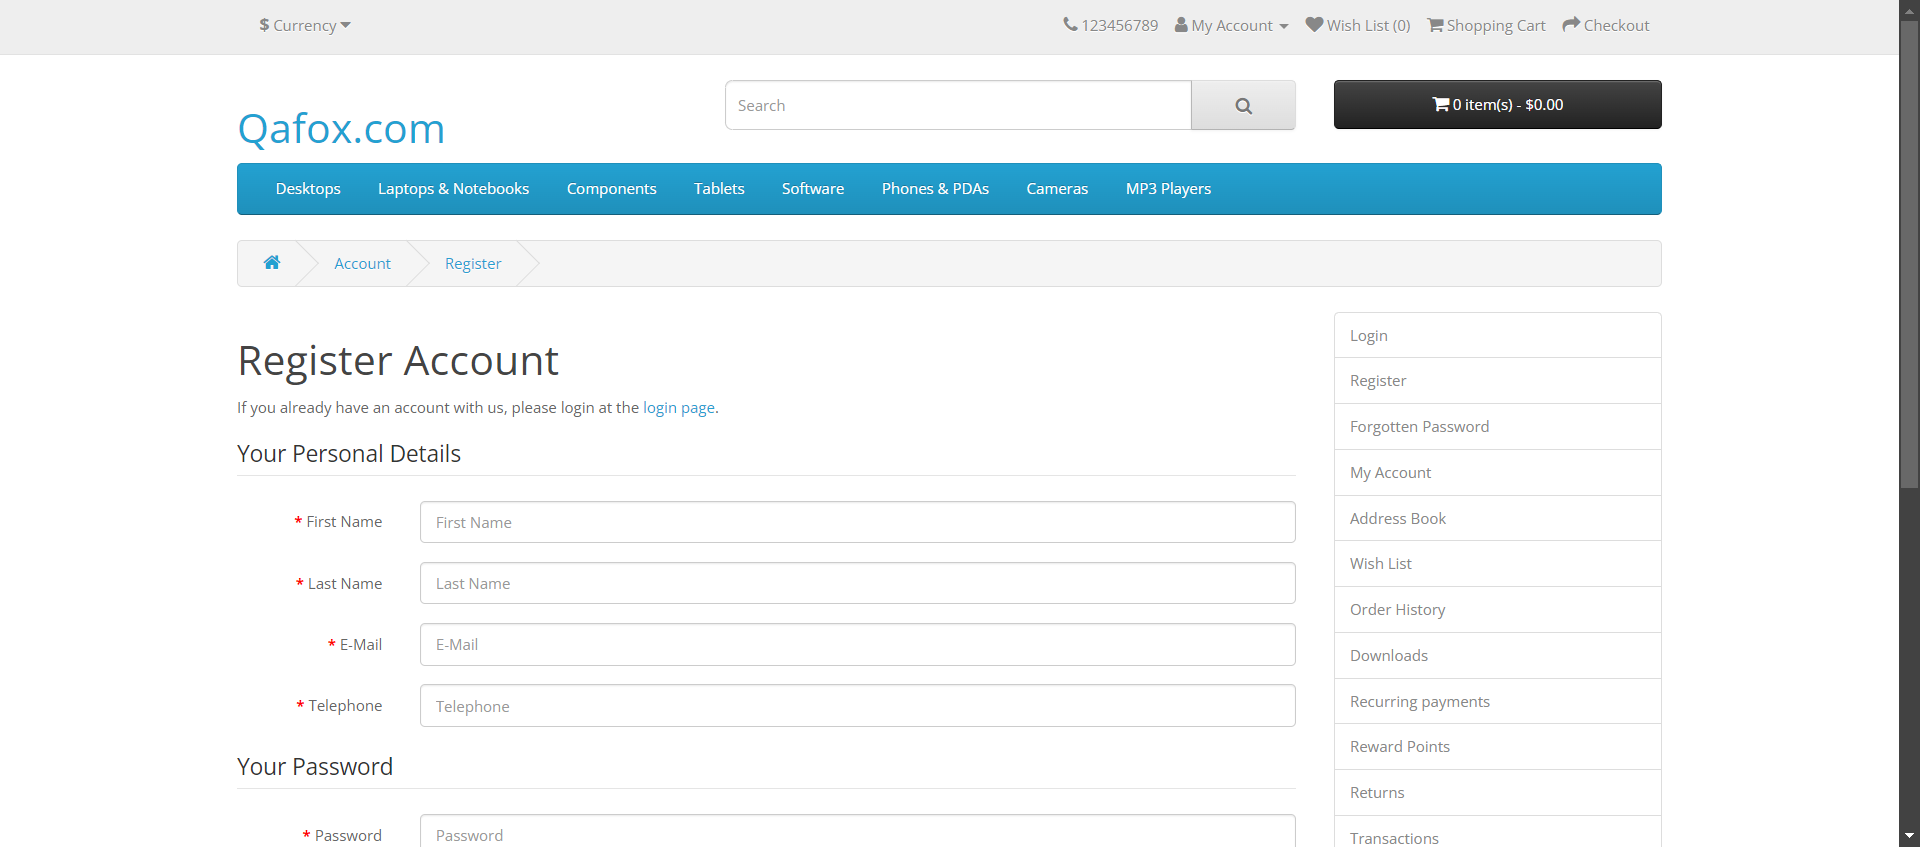 $ Currency
123456789 My Account Wish List (0) Shopping Cart Checkout
Qafox.com
Search
0 item(s) - $0.00
Desktops Laptops & Notebooks Components Tablets Software Phones & PDAs Cameras MP3 Players
Account Register
Register Account
If you already have an account with us, please login at the login page.
Your Personal Details
* First Name First Name
* Last Name Last Name
* E-Mail E-Mail
* Telephone Telephone
Your Password
* Password Password
Login
Register
Forgotten Password
My Account
Address Book
Wish List
Order History
Downloads
Recurring payments
Reward Points
Returns
Transactions